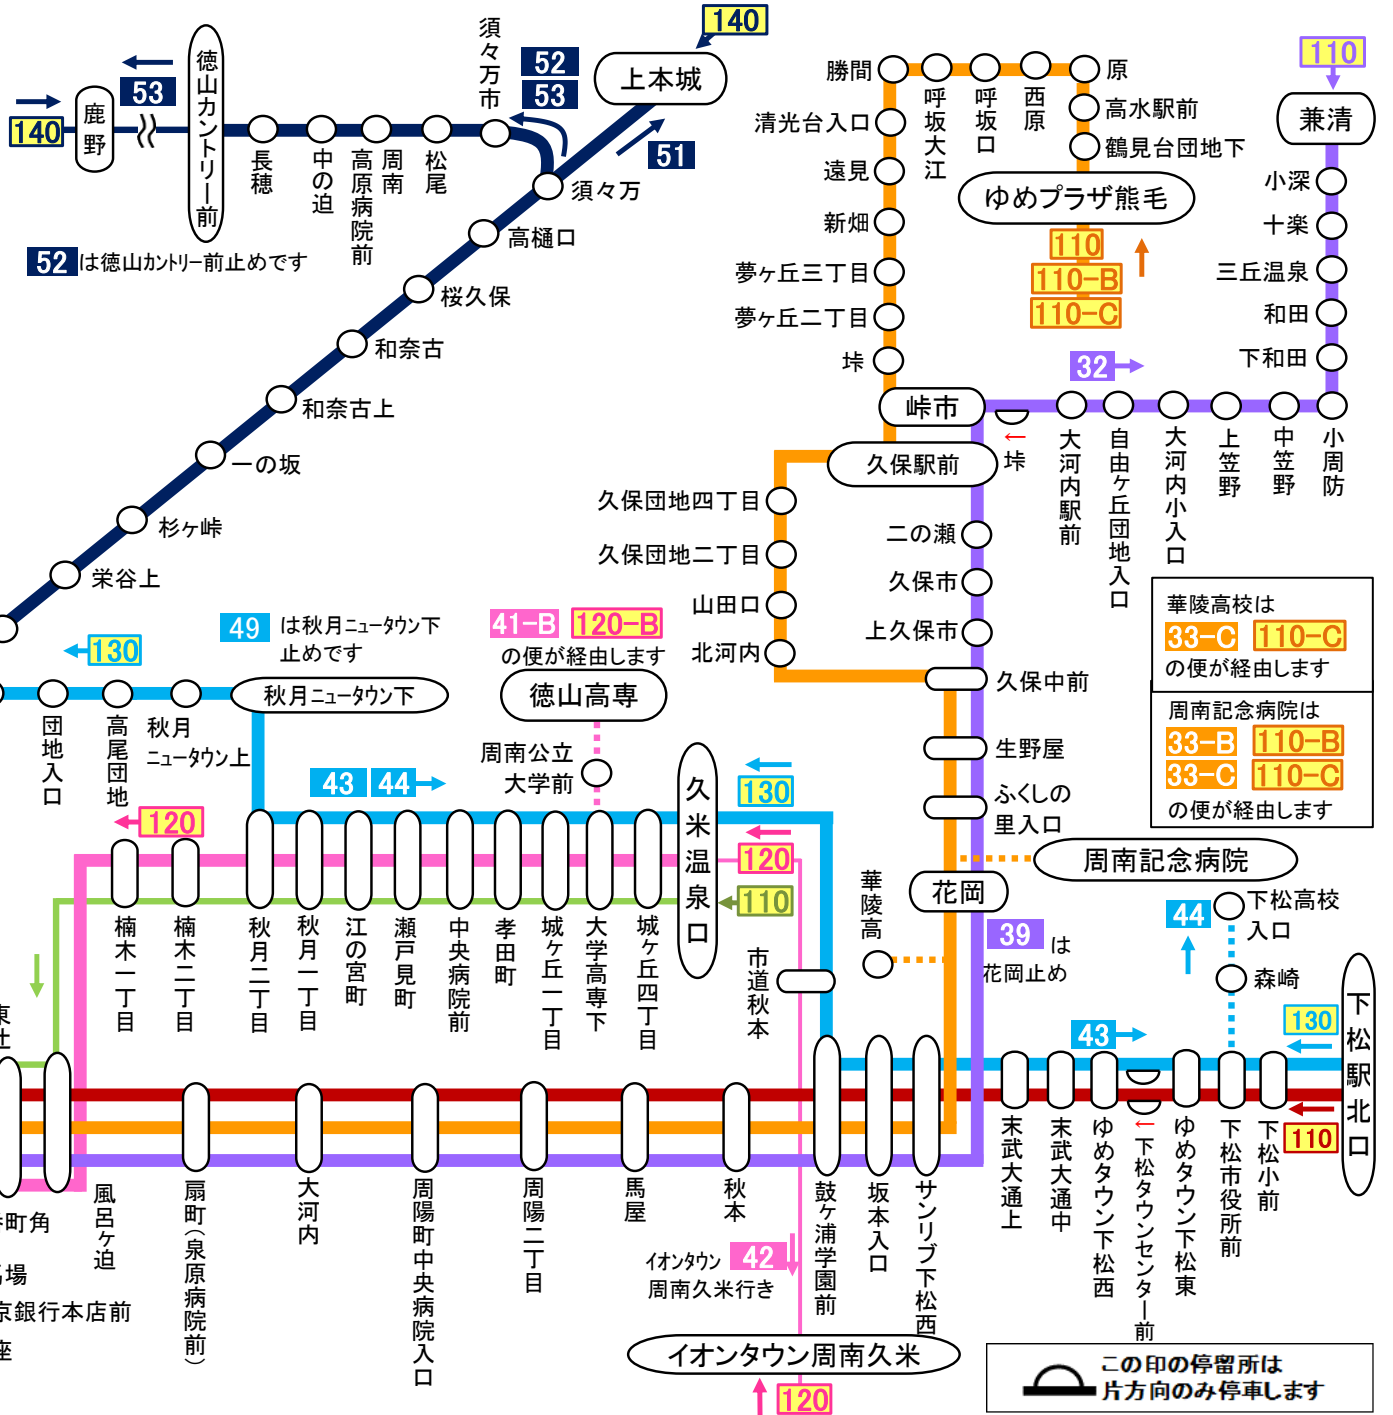 140
上本城
須々万市
52
53
51
53
徳山カントリー前
140
鹿野
長穂
中の迫
周南
高原病院前
松尾
須々万
52は徳山カントリー前止めです
高樋口
桜久保
和奈古
和奈古上
一の坂
杉ヶ峠
栄谷上
勝間
呼坂大江
呼坂口
西原
原
高水駅前
鶴見台団地下
ゆめプラザ熊毛
110
110-B
110-C
清光台入口
遠見
新畑
夢ヶ丘三丁目
夢ヶ丘二丁目
垰
110
兼清
小深
十楽
三丘温泉
和田
下和田
32
峠市
垰
大河内駅前
自由ヶ丘団地入口
大河内小入口
上笠野
中笠野
小周防
久保駅前
久保団地四丁目
久保団地二丁目
山田口
北河内
二の瀬
久保市
上久保市
久保中前
生野屋
ふくしの
里入口
周南記念病院
花岡
華陵高
39 は
花岡止め
華陵高校は
33-C 110-C
の便が経由します
周南記念病院は
33-B 110-B
33-C 110-C
の便が経由します
49 は秋月ニュータウン下
止めです
130
41-B 120-B
の便が経由します
徳山高専
周南公立
大学前
団地入口
高尾団地
秋月
ニュータウン上
秋月ニュータウン下
43 44
120
久米温泉口
130
120
110
楠木一丁目
楠木二丁目
秋月二丁目
秋月一丁目
江の宮町
瀬戸見町
中央病院前
孝田町
城ヶ丘一丁目
大学高専下
城ヶ丘四丁目
市道秋本
44
下松高校
入口
森崎
下松駅北口
130
43
110
風呂ヶ迫
扇町(泉原病院前)
大河内
周陽町中央病院入口
周陽二丁目
馬屋
秋本
鼓ヶ浦学園前
坂本入口
サンリブ下松西
末武大通上
末武大通中
ゆめタウン下松西
下松タウンセンター前
ゆめタウン下松東
下松市役所前
下松小前
町角
場
京銀行本店前
座
イオンタウン 42
周南久米行き
イオンタウン周南久米
120
この印の停留所は
片方向のみ停車します